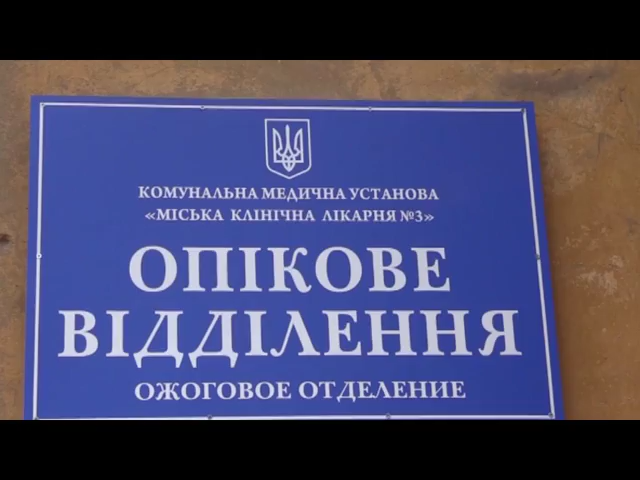 КОМУНАЛЬНА МЕДИЧНА УСТАНОВА
«МІСЬКА КЛІНІЧНА ЛІКАРНЯ №3»
ОПІКОВЕ
ВІДДІЛЕННЯ
ОЖОГОВОЕ ОТДЕЛЕНИЕ